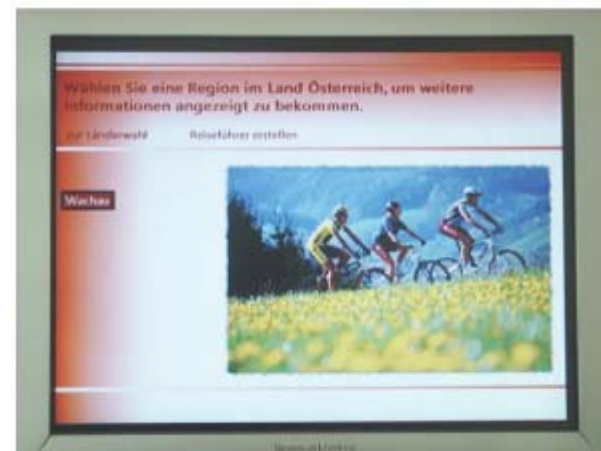 Wählen Sie eine Region im Land Österreich, um weitere
Informationen angezeigt zu bekommen.
zur Länderwahl Reiseführer erstellen
Wachau